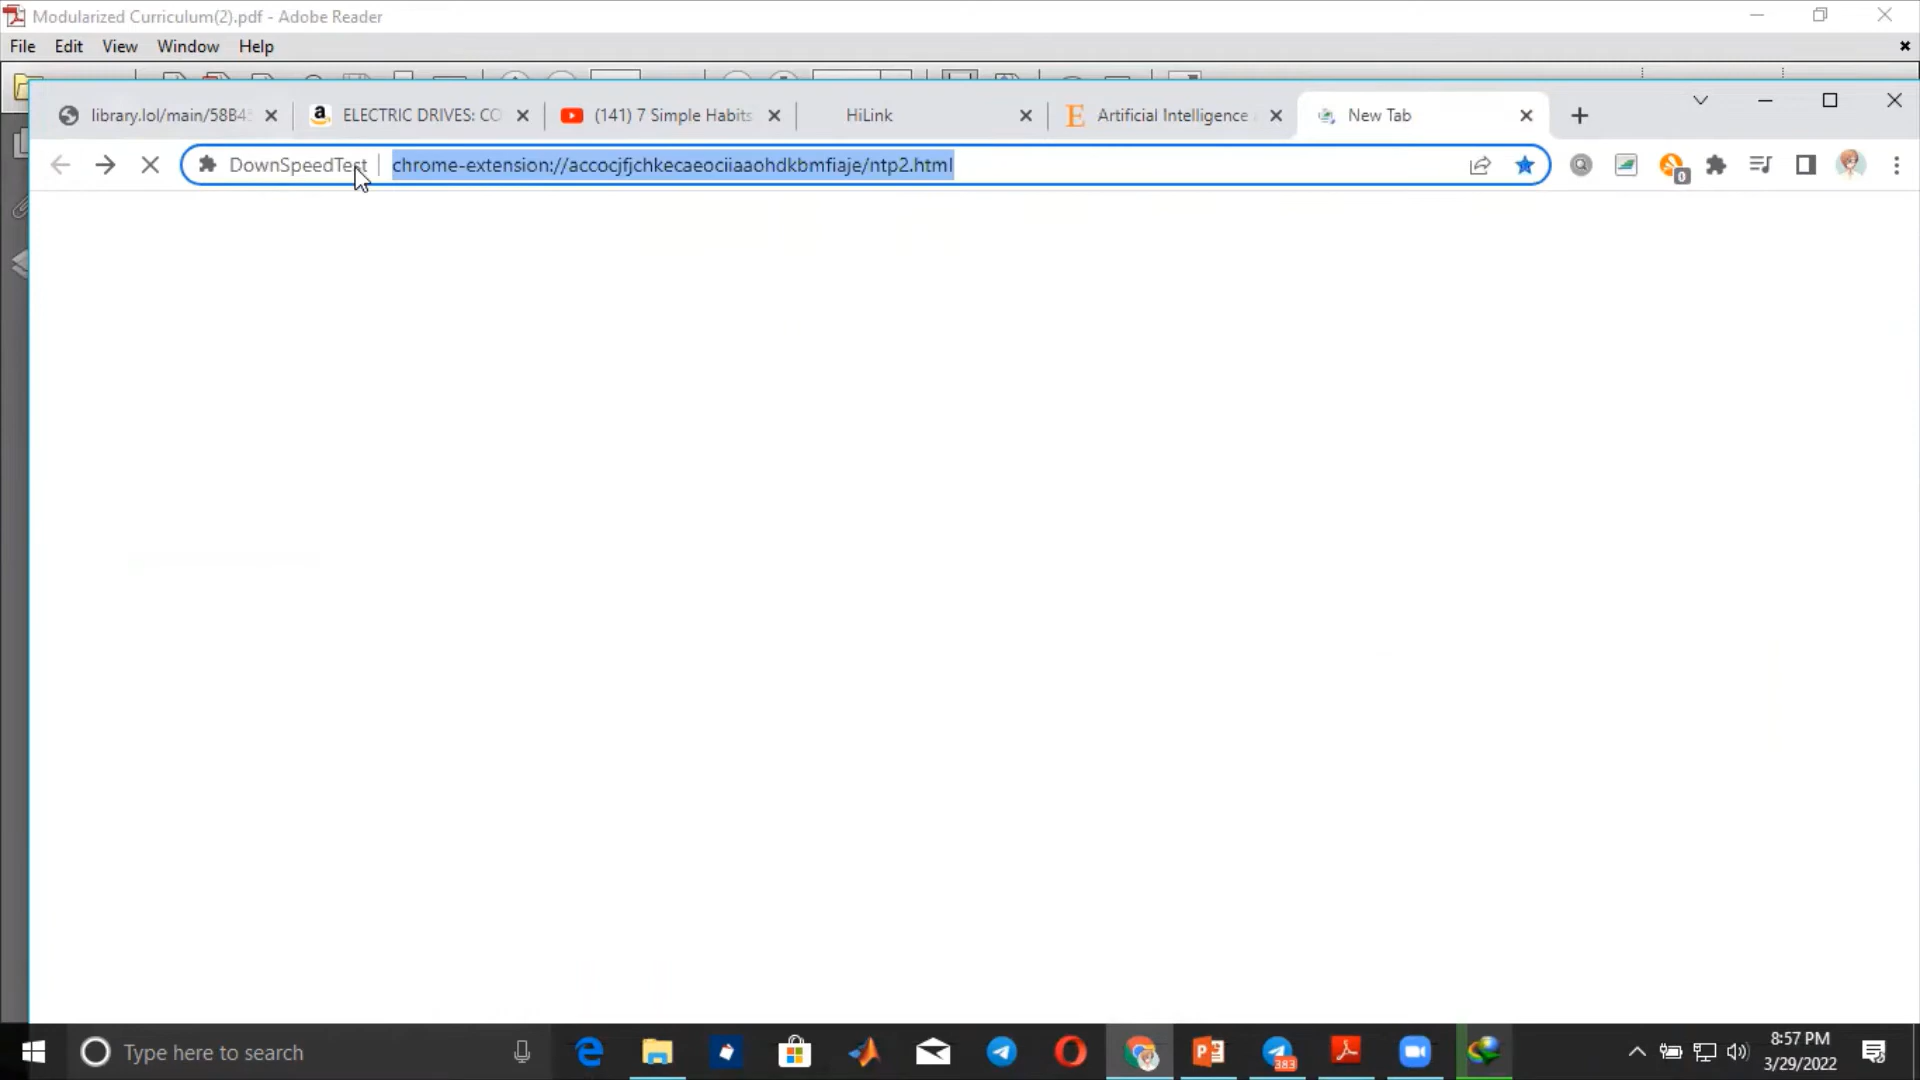 Modularized Curriculum(2).pdf - Adobe Reader
File Edit View Window Help
library.lol/main/58B4 ELECTRIC DRIVES: CO (141) 7 Simple Habits HiLink Artificial Intelligence New Tab
DownSpeedTest chrome-extension://accocjfjchkecaeociiaaohdkbmfiaje/ntp2.html
0
Type here to search
383
8:57 PM
3/29/2022